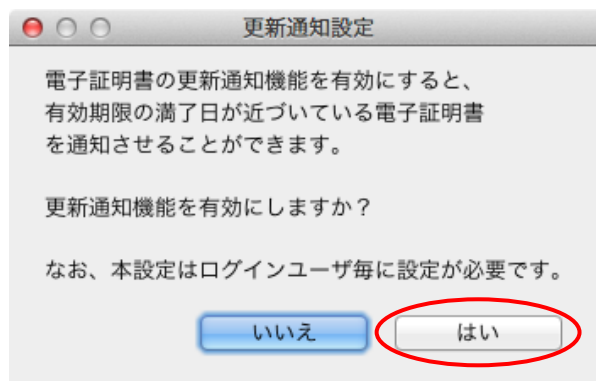 更新通知設定
電子証明書の更新通知機能を有効にすると、
有効期限の満了日が近づいている電子証明書
を通知させることができます。
更新通知機能を有効にしますか？
なお、本設定はログインユーザ毎に設定が必要です。
いいえ
はい